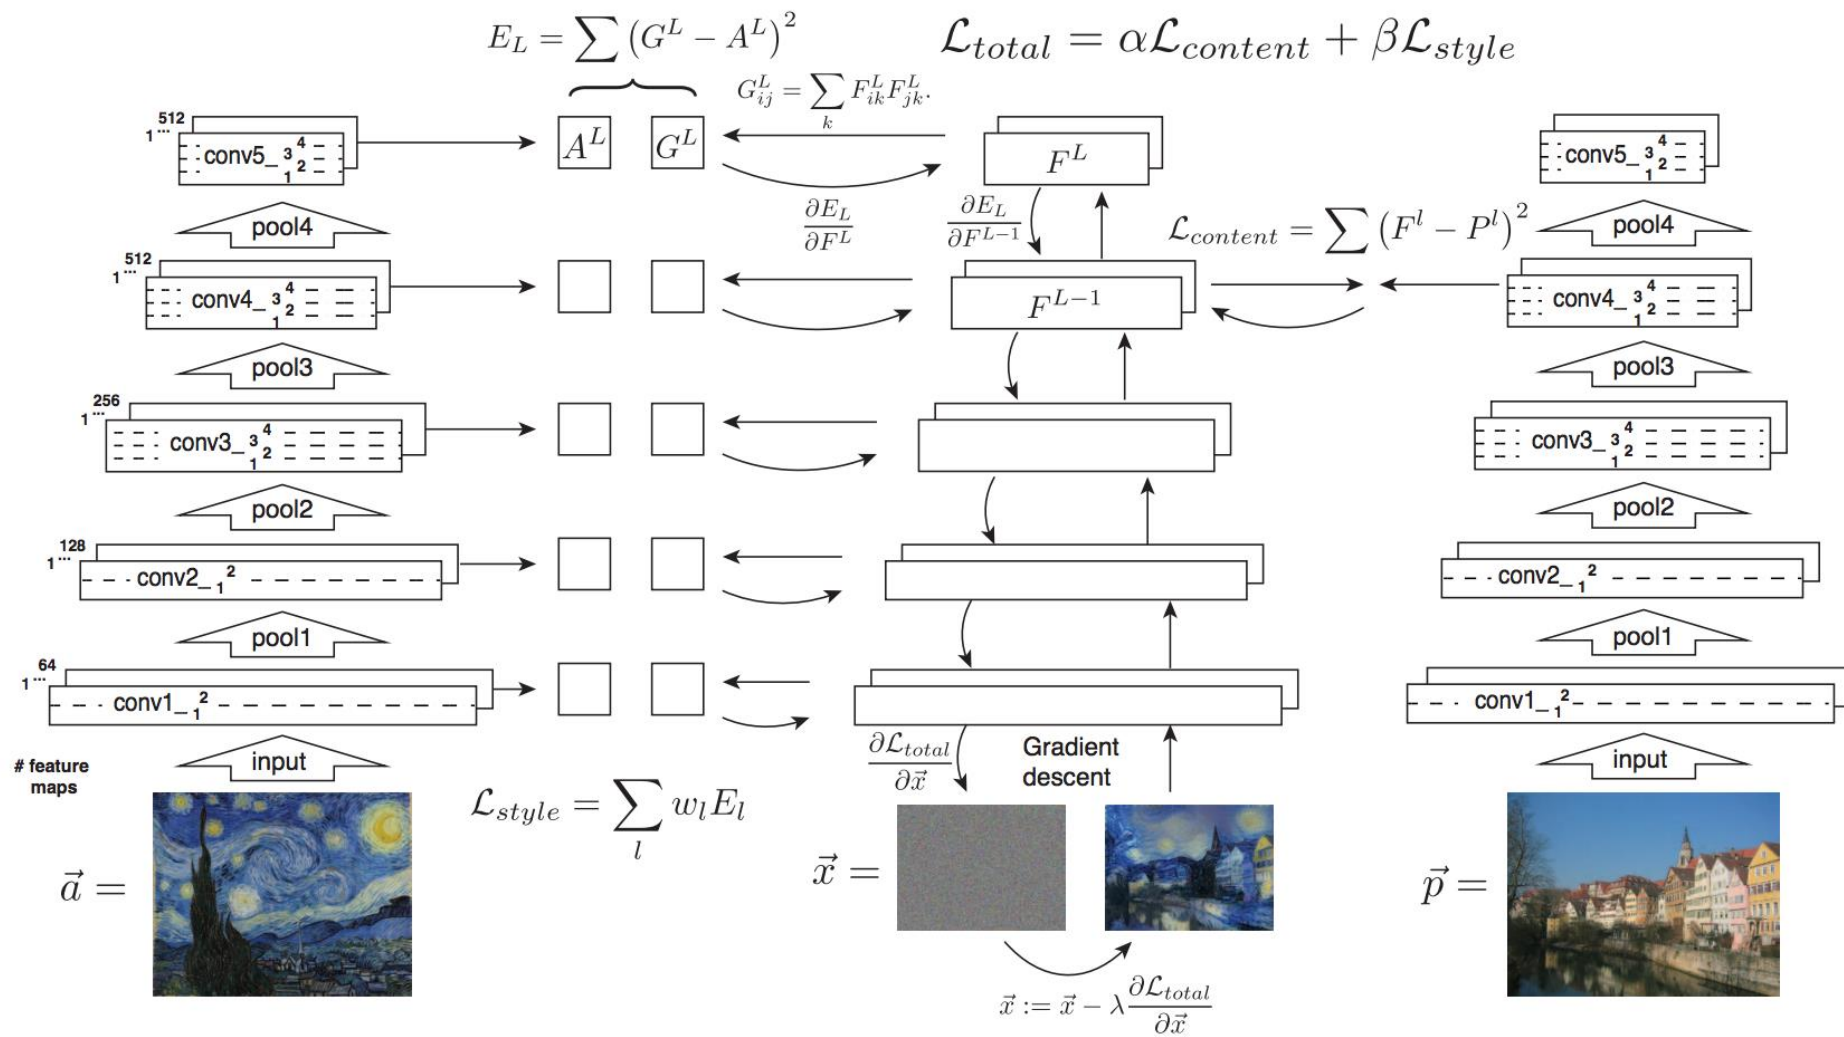 E_L = ∑ (G^L − A^L)^2
ℒ_total = αℒ_content + βℒ_style
G^L_ij = ∑_k F^L_ik F^L_jk.
1 ... 512
conv5_ 1 2 3 4
A^L
G^L
F^L
conv5_ 1 2 3 4
∂E_L/∂F^L
∂E_L/∂F^{L−1}
ℒ_content = ∑ (F^l − P^l)^2
pool4
pool4
1 ... 512
conv4_ 1 2 3 4
F^{L−1}
conv4_ 1 2 3 4
pool3
pool3
1 ... 256
conv3_ 1 2 3 4
conv3_ 1 2 3 4
pool2
pool2
1 ... 128
conv2_ 1 2
conv2_ 1 2
pool1
pool1
1 ... 64
conv1_ 1 2
conv1_ 1 2
# feature
maps
input
∂ℒ_total/∂x⃗
Gradient
descent
input
ℒ_style = ∑_l w_l E_l
a⃗ =
x⃗ =
p⃗ =
x⃗ := x⃗ − λ ∂ℒ_total/∂x⃗